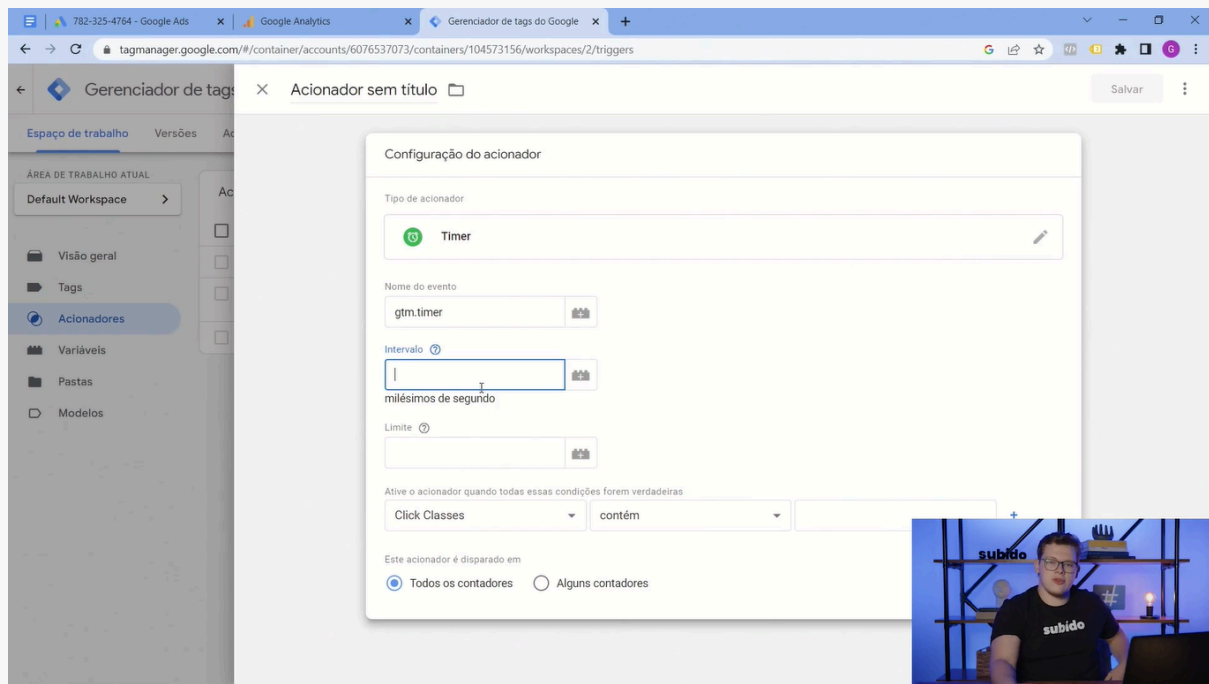 782-325-4764 - Google Ads
Google Analytics
Gerenciador de tags do Google
tagmanager.google.com/#/container/accounts/6076537073/containers/104573156/workspaces/2/triggers
G
Gerenciador de tags
Acionador sem título
Salvar
Espaço de trabalho
Versões
Ac
ÁREA DE TRABALHO ATUAL
Default Workspace
Ac
Visão geral
Tags
Acionadores
Variáveis
Pastas
Modelos
Configuração do acionador
Tipo de acionador
Timer
Nome do evento
gtm.timer
Intervalo
milésimos de segundo
Limite
Ative o acionador quando todas essas condições forem verdadeiras
Click Classes
contém
Este acionador é disparado em
Todos os contadores
Alguns contadores
subido
#
subido